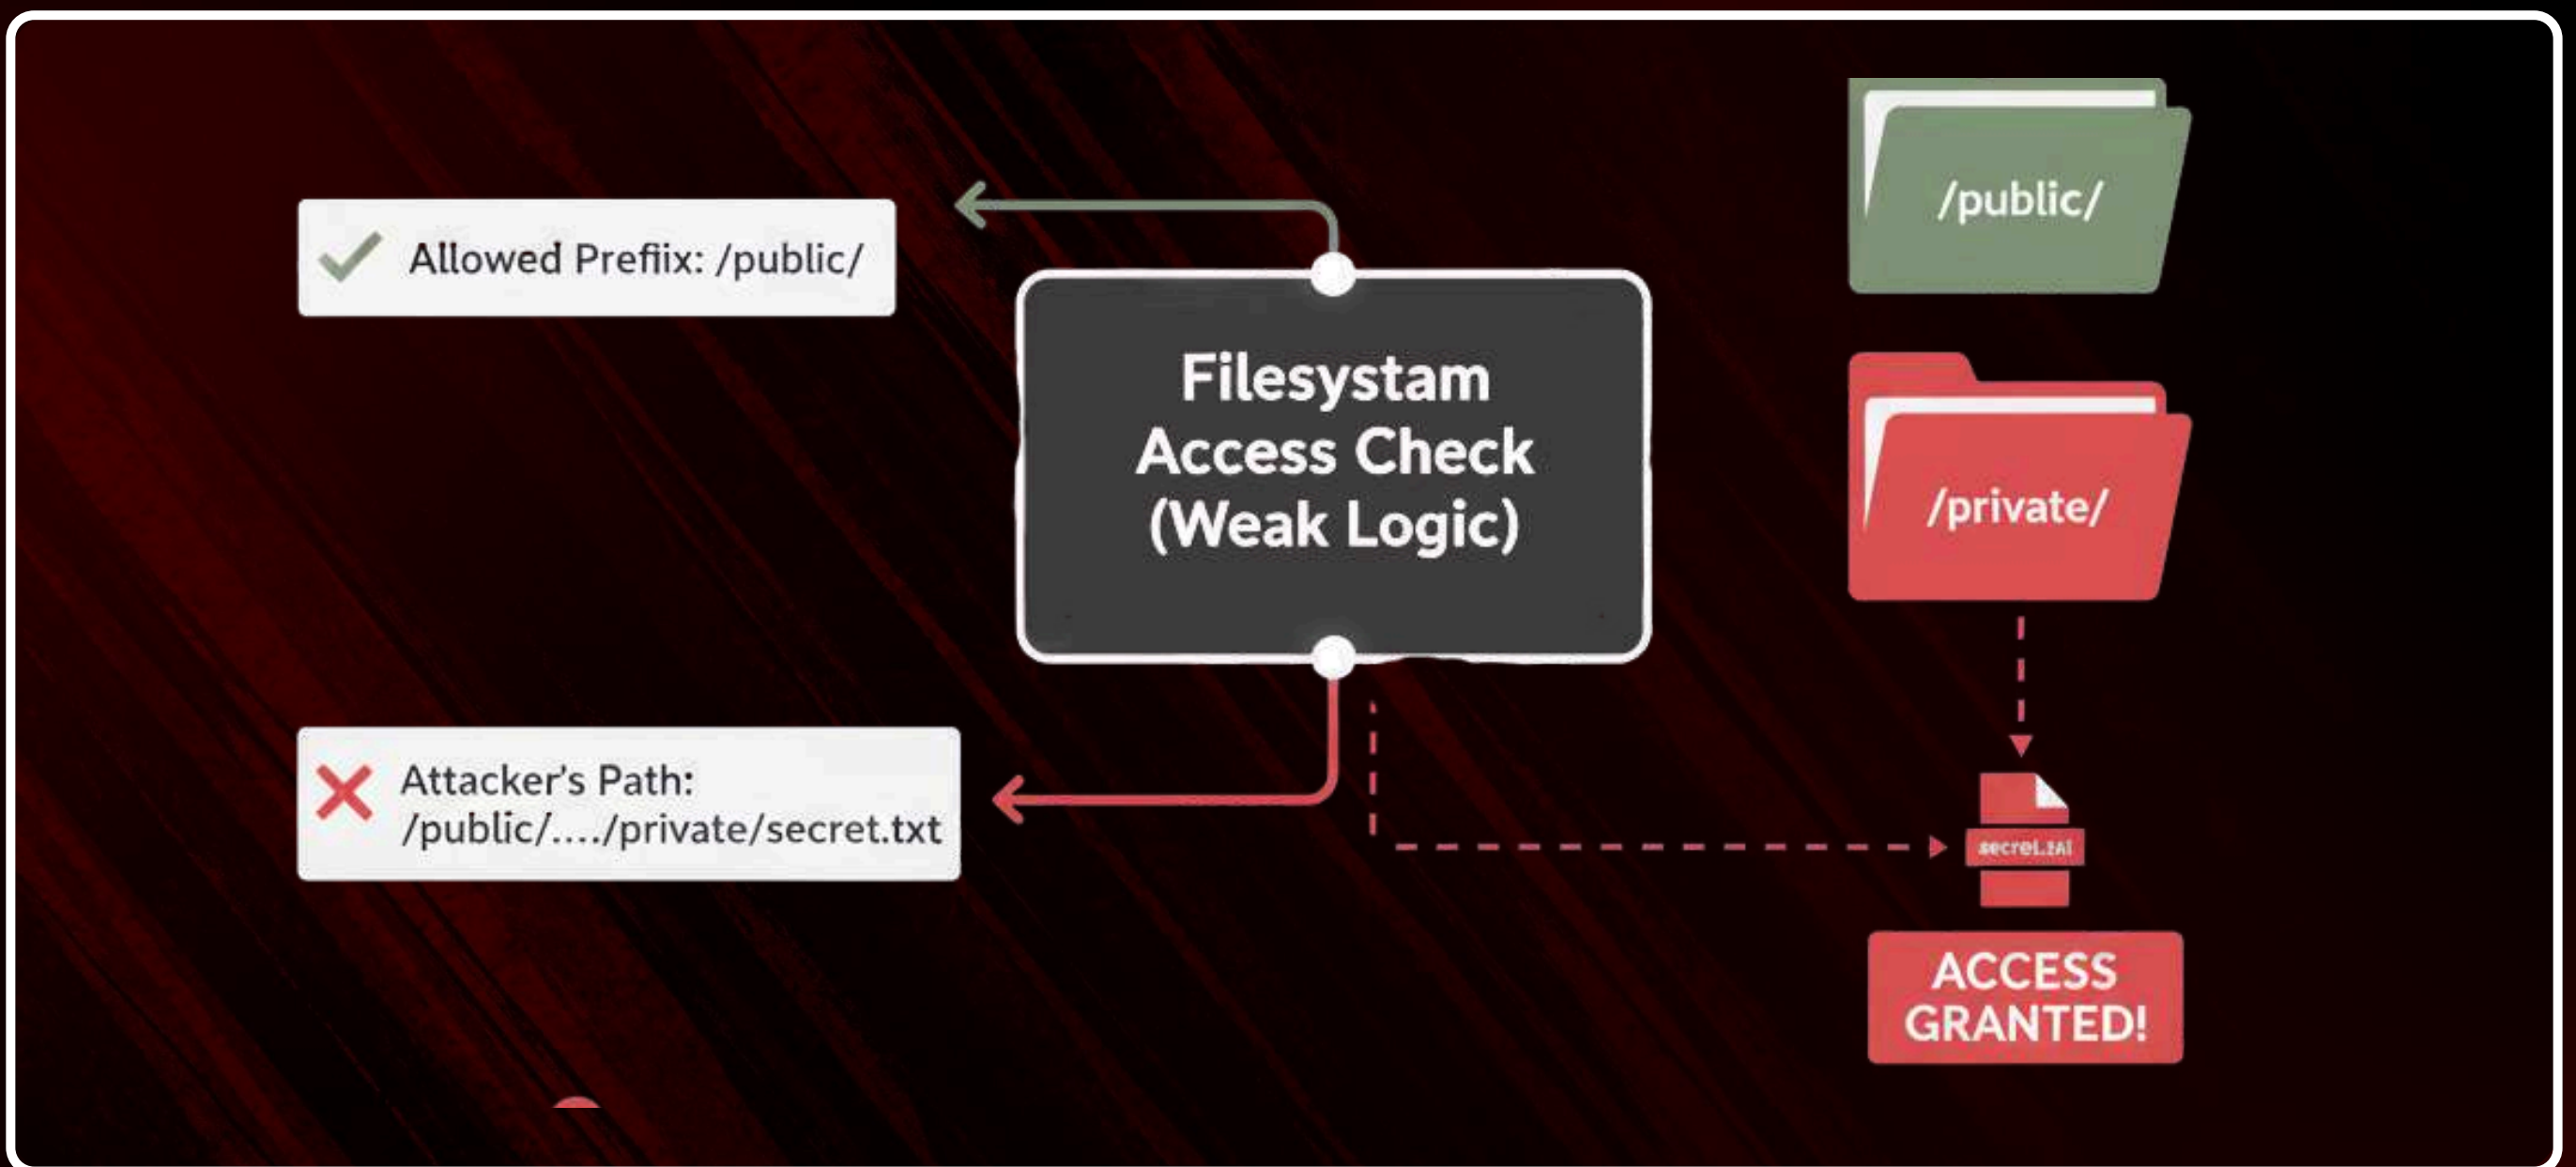 /public/
Allowed Prefiix: /public/
Filesystam
Access Check
(Weak Logic)
/private/
Attacker's Path:
/public/..../private/secret.txt
ACCESS
GRANTED!